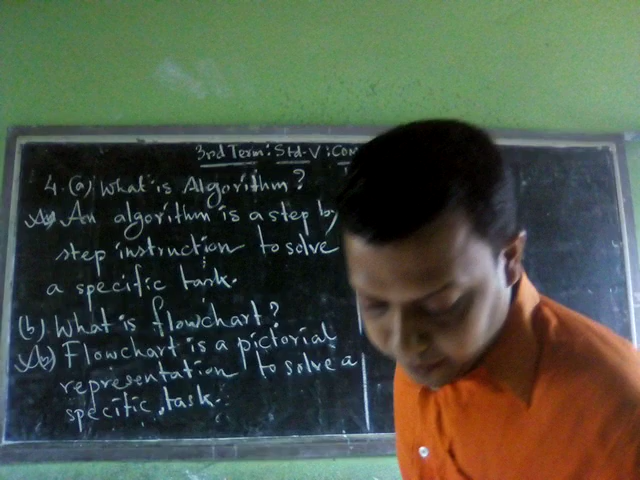 3rd Term: Std-V: Com
4. (a) What is Algorithm?
An algorithm is a step by
step instruction to solve
a specific task.
(b) What is flowchart?
Flowchart is a pictorial
representation to solve a
specific task.